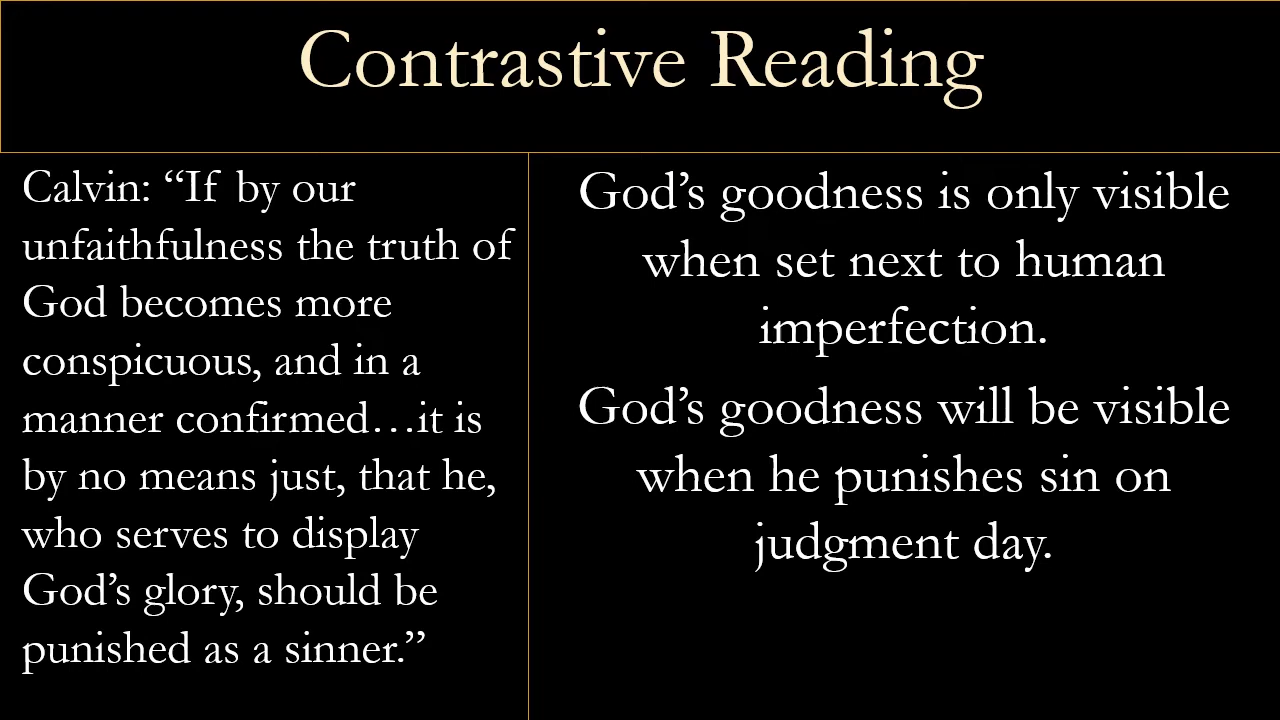 Contrastive Reading
Calvin: “If by our
unfaithfulness the truth of
God becomes more
conspicuous, and in a
manner confirmed…it is
by no means just, that he,
who serves to display
God’s glory, should be
punished as a sinner.”
God’s goodness is only visible
when set next to human
imperfection.
God’s goodness will be visible
when he punishes sin on
judgment day.